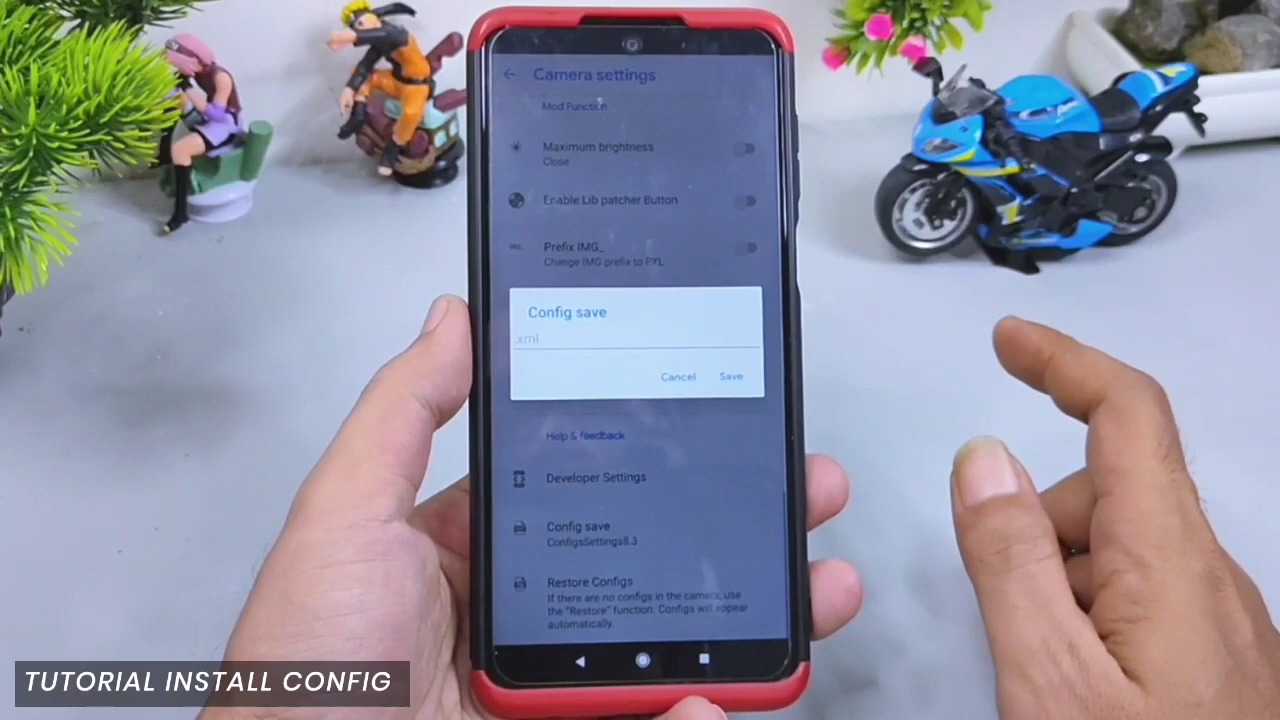 Camera settings
Mod Function
Maximum brightness
Close
Enable Lib patcher Button
Prefix IMG_
Change IMG prefix to PXL
Config save
.xml
Cancel Save
Help & feedback
Developer Settings
Config save
ConfigsSettings8.3
Restore Configs
If there are no configs in the camera, use
the "Restore" function. Configs will appear
automatically.
TUTORIAL INSTALL CONFIG